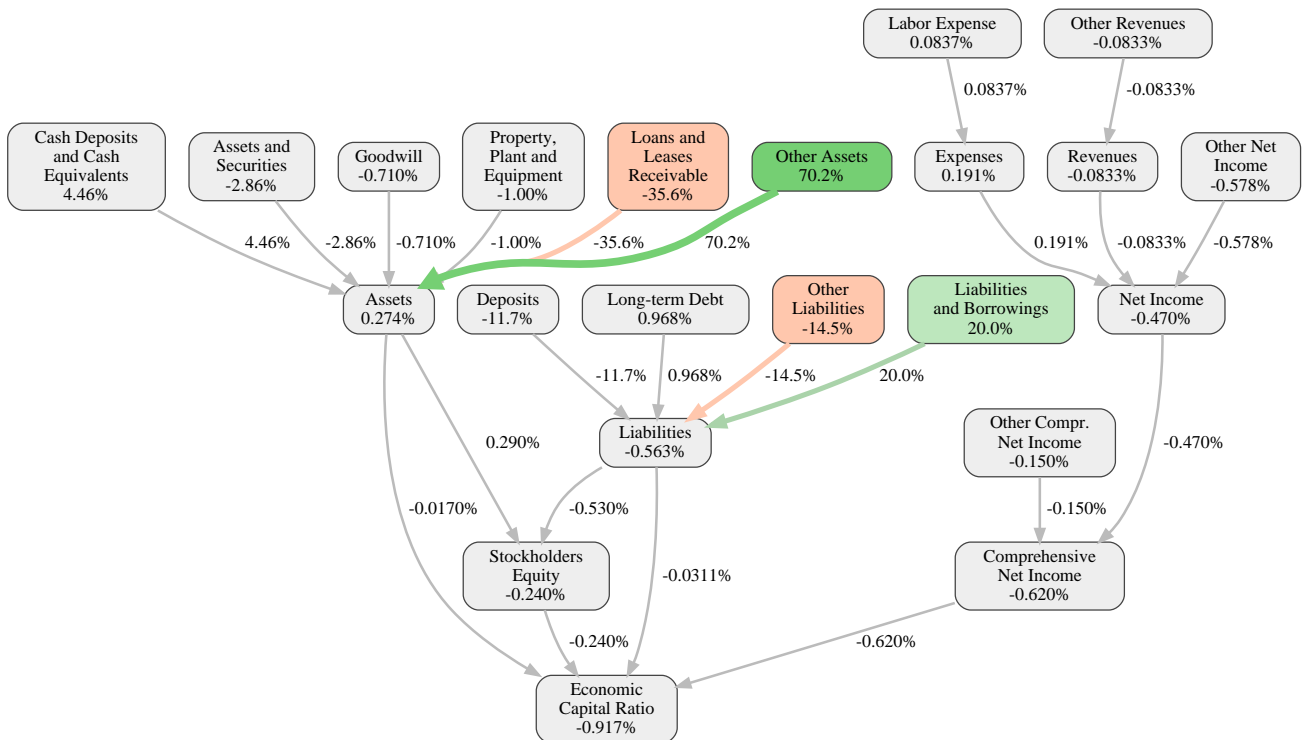 Labor Expense
0.0837%
Other Revenues
-0.0833%
0.0837%
-0.0833%
Cash Deposits
and Cash
Equivalents
4.46%
Assets and
Securities
-2.86%
Goodwill
-0.710%
Property,
Plant and
Equipment
-1.00%
Loans and
Leases
Receivable
-35.6%
Other Assets
70.2%
Expenses
0.191%
Revenues
-0.0833%
Other Net
Income
-0.578%
4.46%
-2.86%
-0.710%
-1.00%
-35.6%
70.2%
0.191%
-0.0833%
-0.578%
Assets
0.274%
Deposits
-11.7%
Long-term Debt
0.968%
Other
Liabilities
-14.5%
Liabilities
and Borrowings
20.0%
Net Income
-0.470%
-11.7%
0.968%
-14.5%
20.0%
Liabilities
-0.563%
Other Compr.
Net Income
-0.150%
0.290%
-0.470%
-0.0170%
-0.530%
-0.150%
Stockholders
Equity
-0.240%
-0.0311%
Comprehensive
Net Income
-0.620%
-0.240%
-0.620%
Economic
Capital Ratio
-0.917%